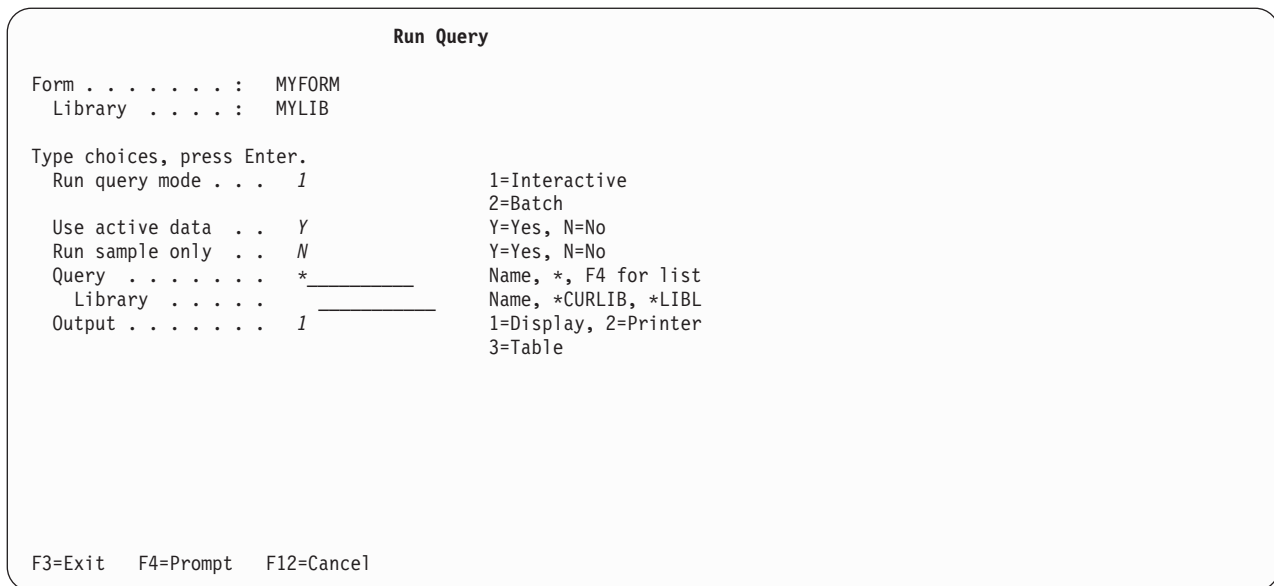 Run Query
Form . . . . . . . :   MYFORM
  Library  . . . . :   MYLIB
Type choices, press Enter.
  Run query mode . . .   1                 1=Interactive
                                           2=Batch
  Use active data  . .   Y                 Y=Yes, N=No
  Run sample only  . .   N                 Y=Yes, N=No
  Query  . . . . . . .   *__________       Name, *, F4 for list
    Library  . . . . .     ___________     Name, *CURLIB, *LIBL
  Output . . . . . . .   1                 1=Display, 2=Printer
                                           3=Table
F3=Exit   F4=Prompt   F12=Cancel